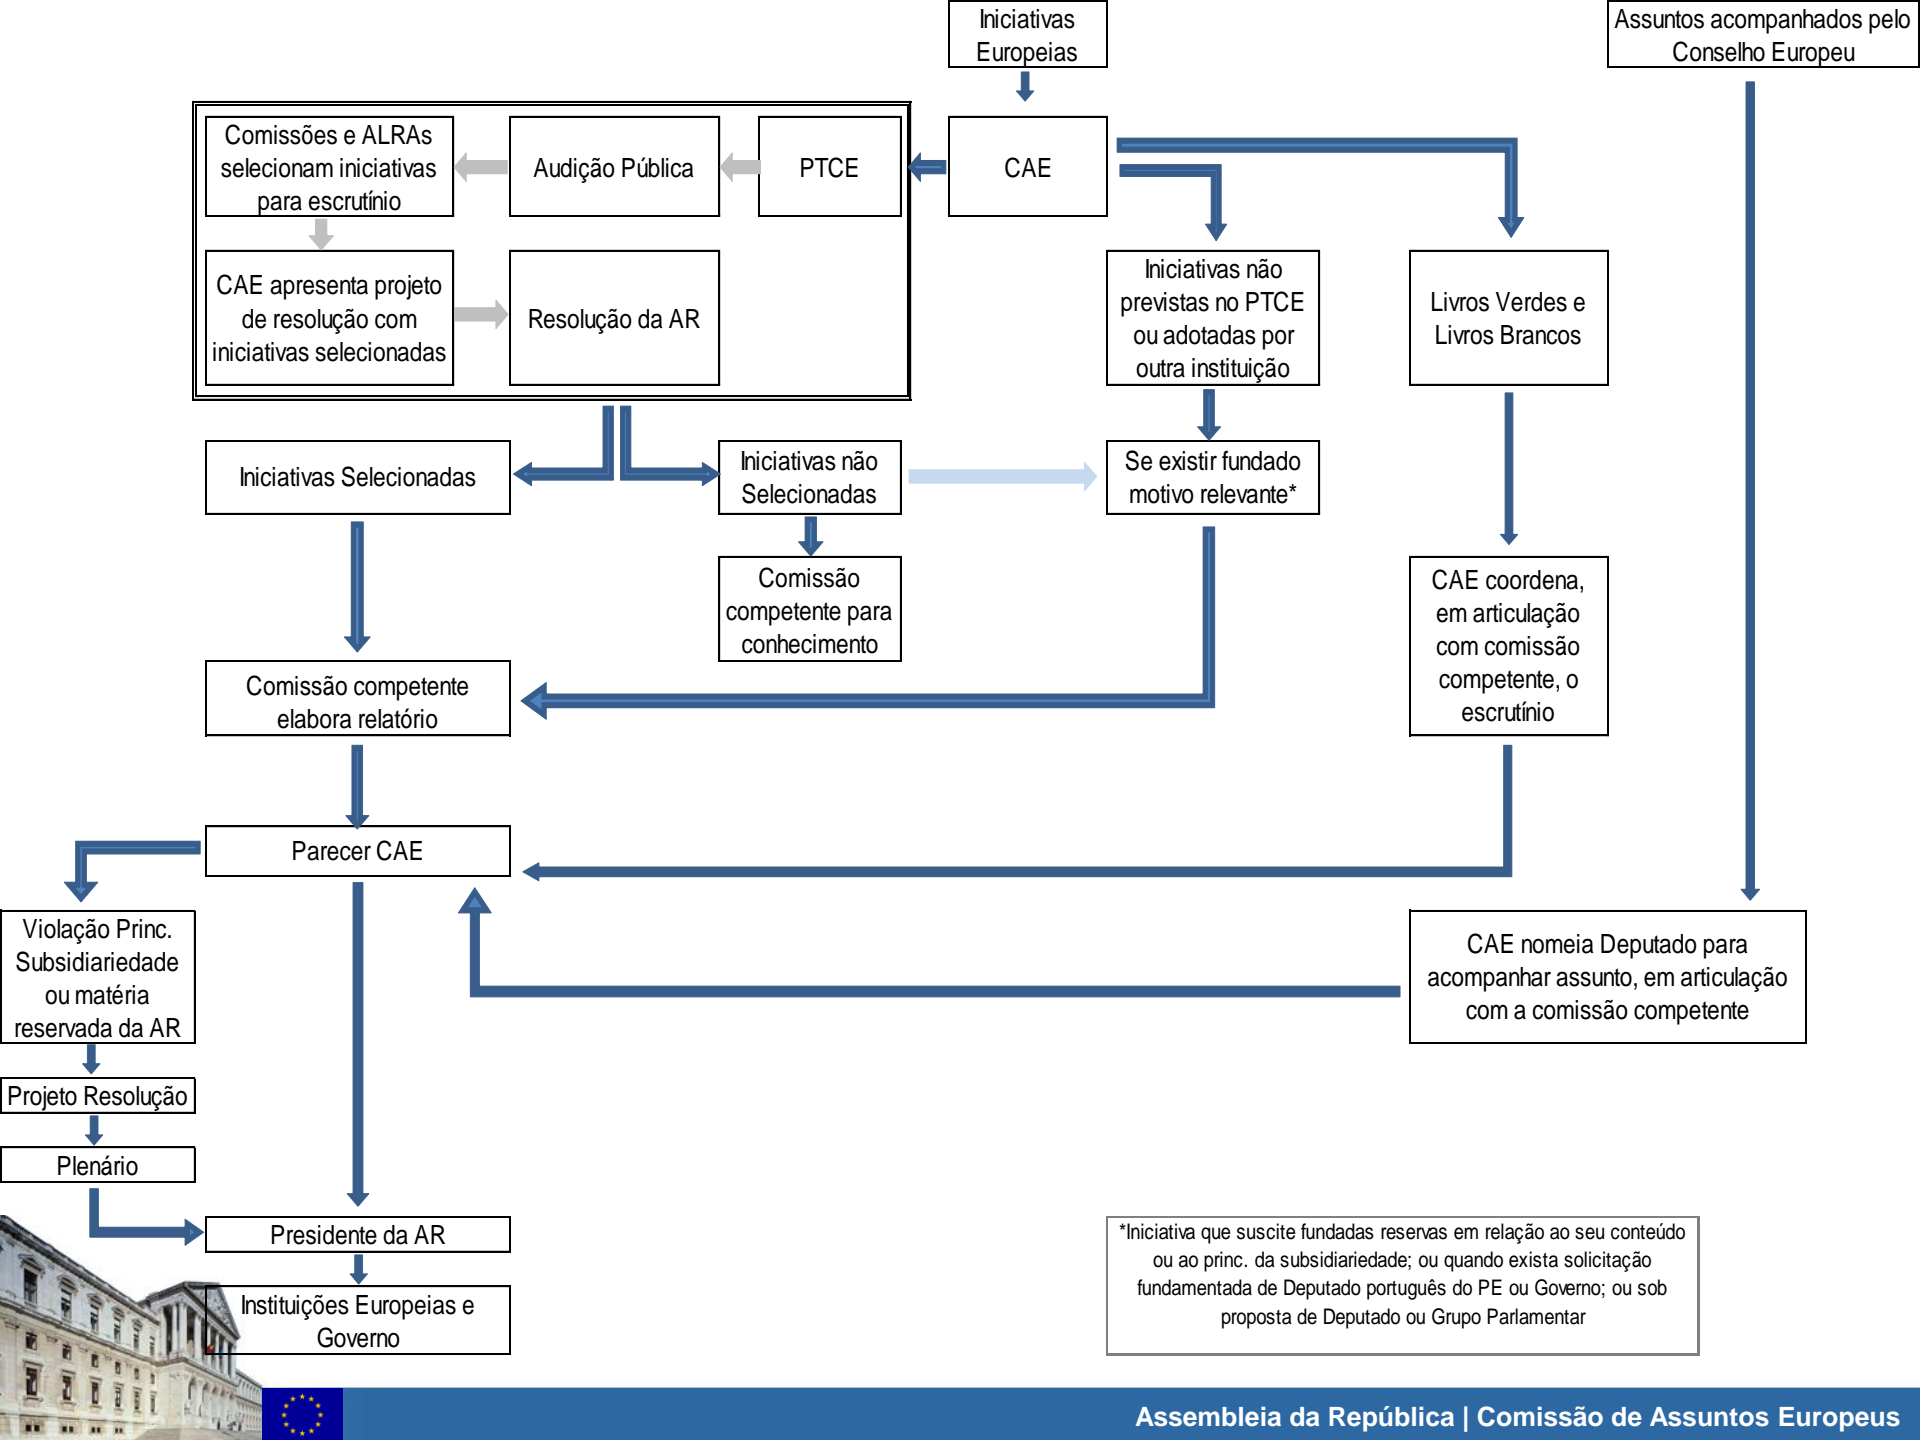 Iniciativas
Europeias
Assuntos acompanhados pelo
Conselho Europeu
Comissões e ALRAs
selecionam iniciativas
para escrutínio
Audição Pública
PTCE
CAE
CAE apresenta projeto
de resolução com
iniciativas selecionadas
Resolução da AR
Iniciativas não
previstas no PTCE
ou adotadas por
outra instituição
Livros Verdes e
Livros Brancos
Iniciativas Selecionadas
Iniciativas não
Selecionadas
Se existir fundado
motivo relevante*
Comissão
competente para
conhecimento
CAE coordena,
em articulação
com comissão
competente, o
escrutínio
Comissão competente
elabora relatório
Parecer CAE
Violação Princ.
Subsidiariedade
ou matéria
reservada da AR
CAE nomeia Deputado para
acompanhar assunto, em articulação
com a comissão competente
Projeto Resolução
Plenário
Presidente da AR
Instituições Europeias e
Governo
*Iniciativa que suscite fundadas reservas em relação ao seu conteúdo
ou ao princ. da subsidiariedade; ou quando exista solicitação
fundamentada de Deputado português do PE ou Governo; ou sob
proposta de Deputado ou Grupo Parlamentar
Assembleia da República | Comissão de Assuntos Europeus